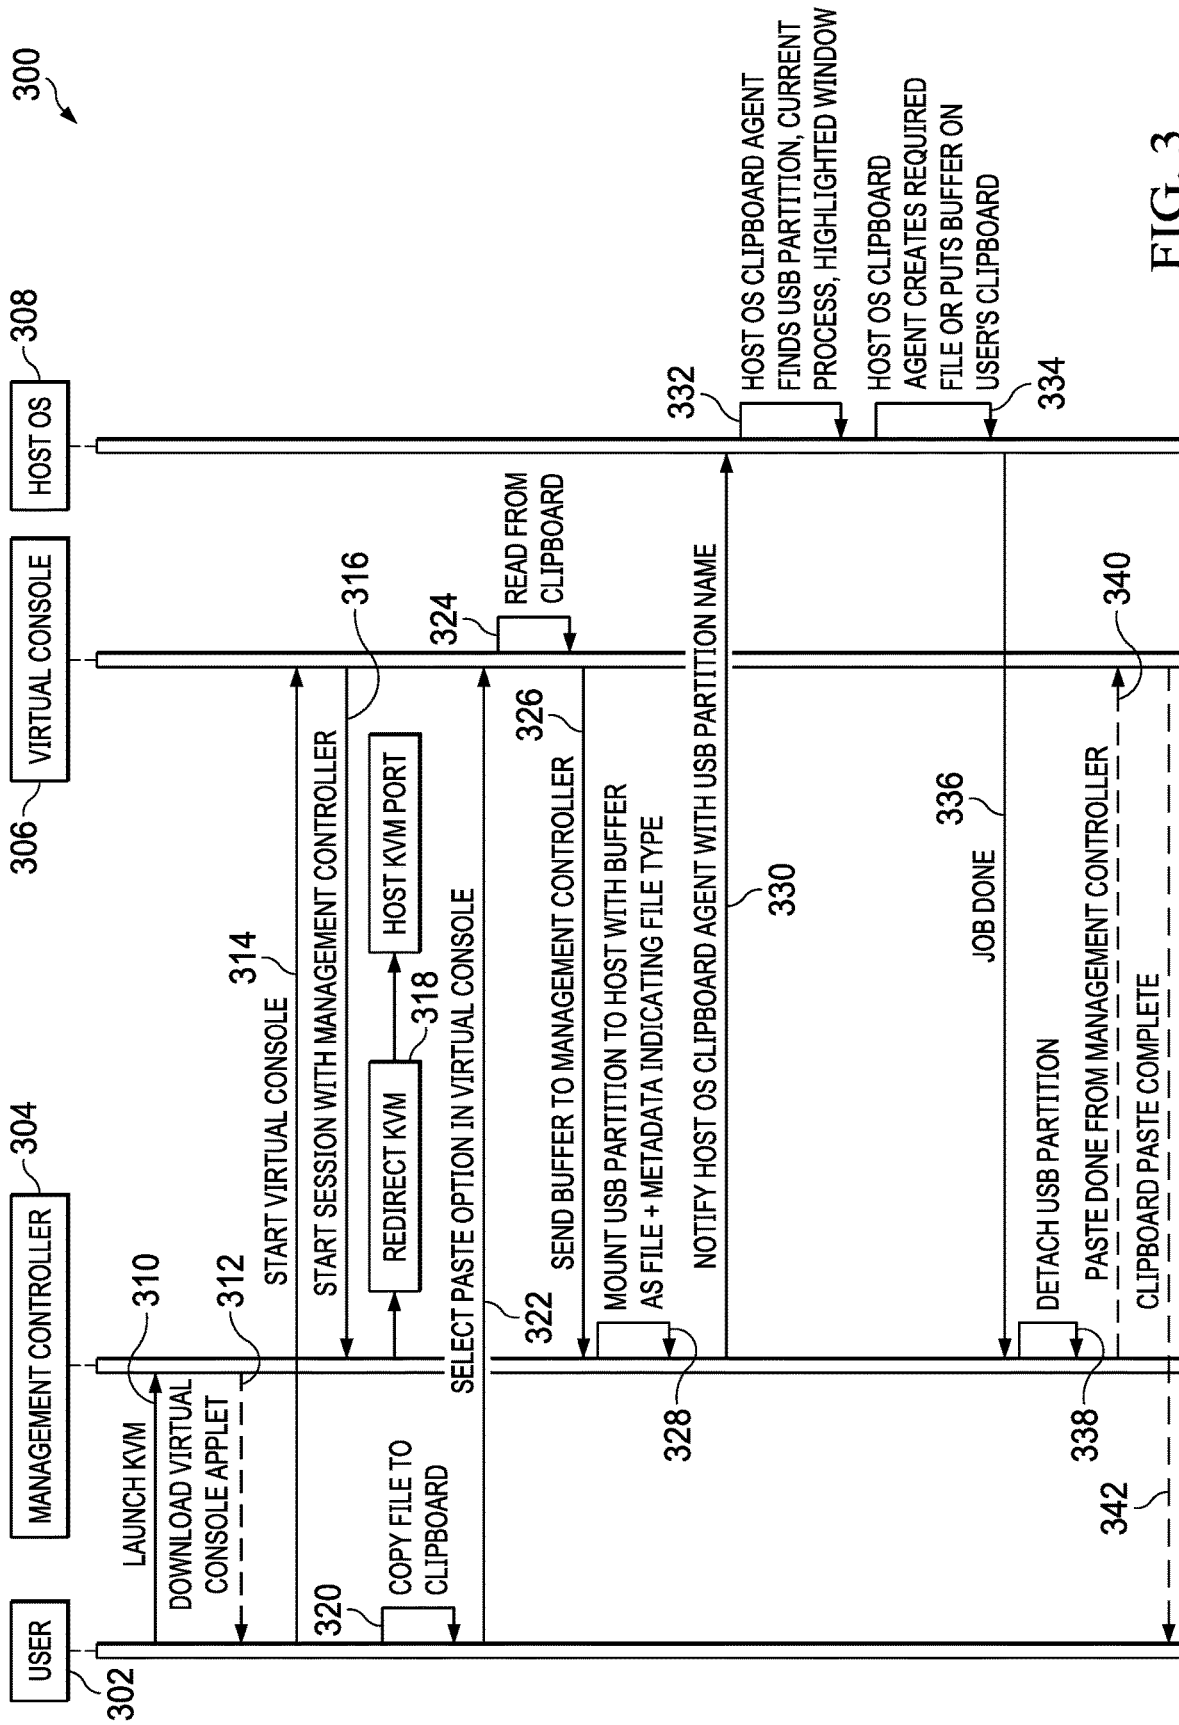 300
USER
302
MANAGEMENT CONTROLLER
304
VIRTUAL CONSOLE
306
HOST OS
308
LAUNCH KVM
310
DOWNLOAD VIRTUAL
CONSOLE APPLET
312
START VIRTUAL CONSOLE
314
START SESSION WITH MANAGEMENT CONTROLLER
316
REDIRECT KVM
318
HOST KVM PORT
COPY FILE TO
CLIPBOARD
320
SELECT PASTE OPTION IN VIRTUAL CONSOLE
322
READ FROM
CLIPBOARD
324
SEND BUFFER TO MANAGEMENT CONTROLLER
326
MOUNT USB PARTITION TO HOST WITH BUFFER
AS FILE + METADATA INDICATING FILE TYPE
328
NOTIFY HOST OS CLIPBOARD AGENT WITH USB PARTITION NAME
330
HOST OS CLIPBOARD AGENT
FINDS USB PARTITION, CURRENT
PROCESS, HIGHLIGHTED WINDOW
332
HOST OS CLIPBOARD
AGENT CREATES REQUIRED
FILE OR PUTS BUFFER ON
USER'S CLIPBOARD
334
JOB DONE
336
DETACH USB PARTITION
338
PASTE DONE FROM MANAGEMENT CONTROLLER
340
CLIPBOARD PASTE COMPLETE
342
FIG. 3